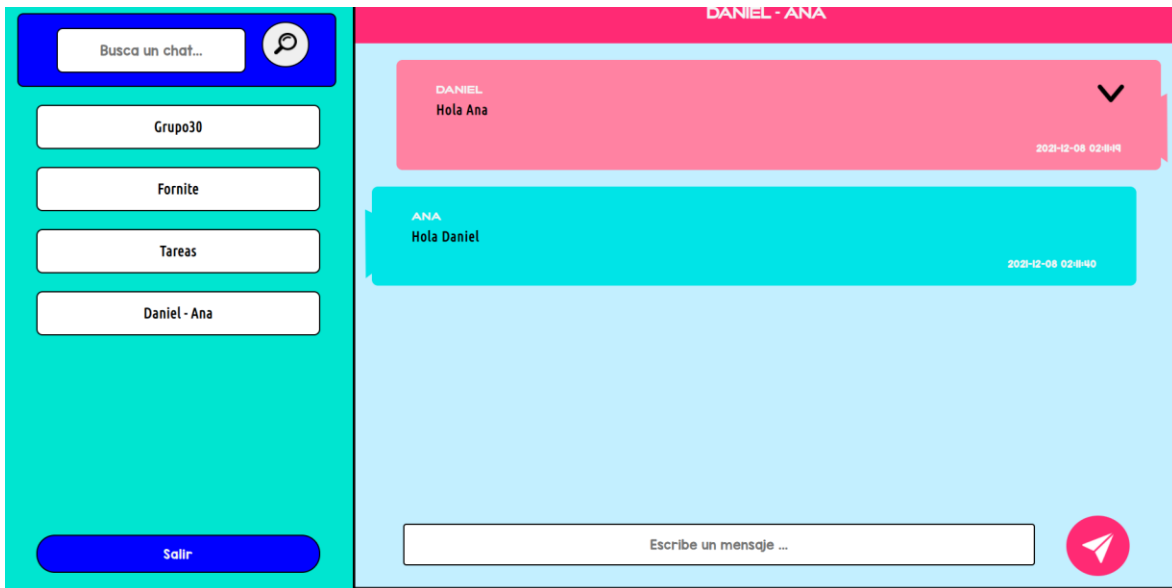 Busca un chat...
Grupo30
Fornite
Tareas
Daniel - Ana
Salir
DANIEL - ANA
DANIEL
Hola Ana
2021-12-08 02:11:19
ANA
Hola Daniel
2021-12-08 02:11:40
Escribe un mensaje ...